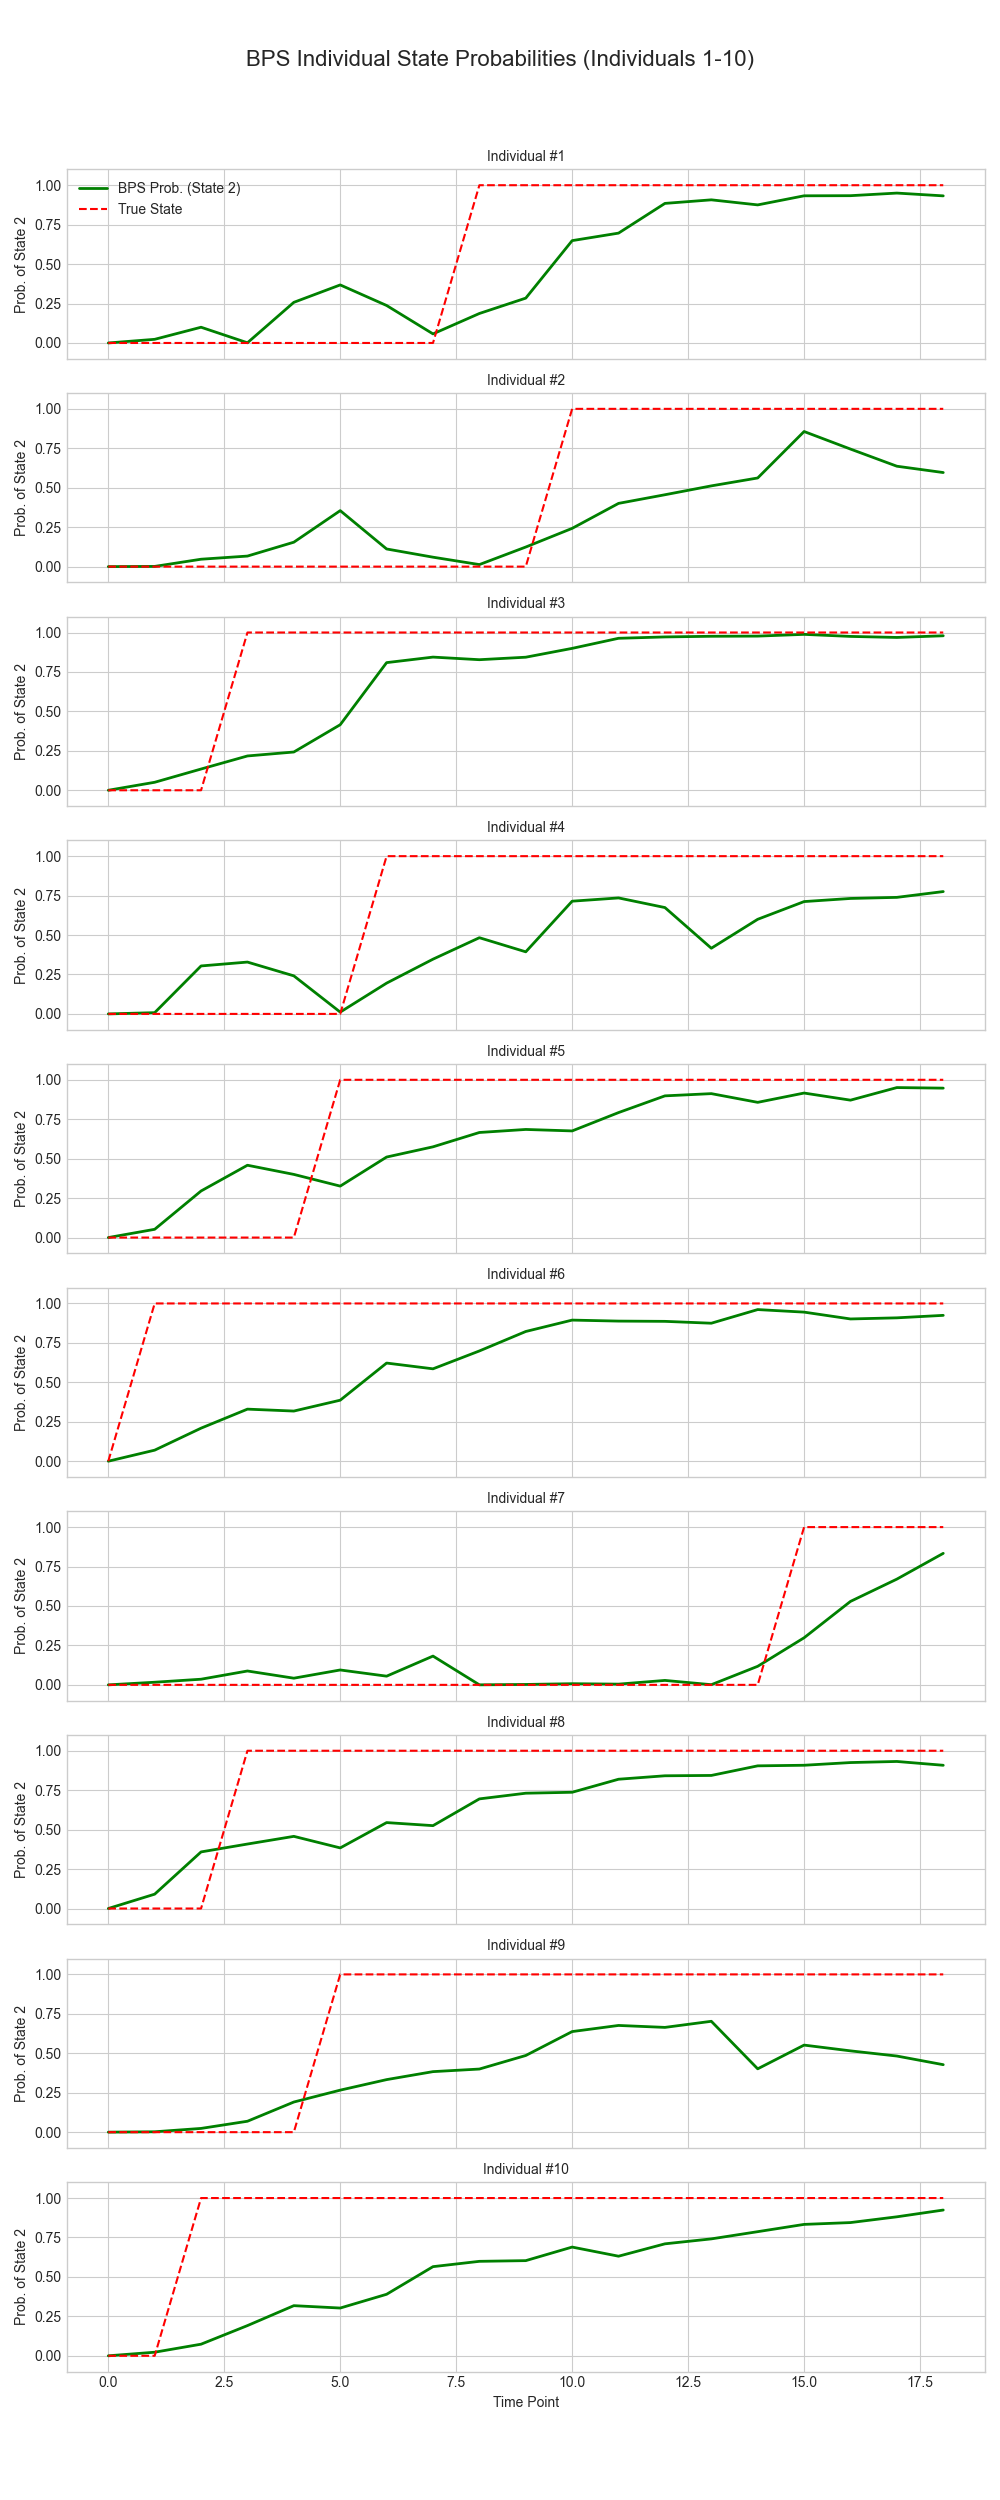 BPS Individual State Probabilities (Individuals 1-10)
Individual #1
BPS Prob. (State 2)
True State
1.00
0.75
0.50
0.25
0.00
Prob. of State 2
Individual #2
1.00
0.75
0.50
0.25
0.00
Prob. of State 2
Individual #3
1.00
0.75
0.50
0.25
0.00
Prob. of State 2
Individual #4
1.00
0.75
0.50
0.25
0.00
Prob. of State 2
Individual #5
1.00
0.75
0.50
0.25
0.00
Prob. of State 2
Individual #6
1.00
0.75
0.50
0.25
0.00
Prob. of State 2
Individual #7
1.00
0.75
0.50
0.25
0.00
Prob. of State 2
Individual #8
1.00
0.75
0.50
0.25
0.00
Prob. of State 2
Individual #9
1.00
0.75
0.50
0.25
0.00
Prob. of State 2
Individual #10
1.00
0.75
0.50
0.25
0.00
Prob. of State 2
0.0 2.5 5.0 7.5 10.0 12.5 15.0 17.5
Time Point